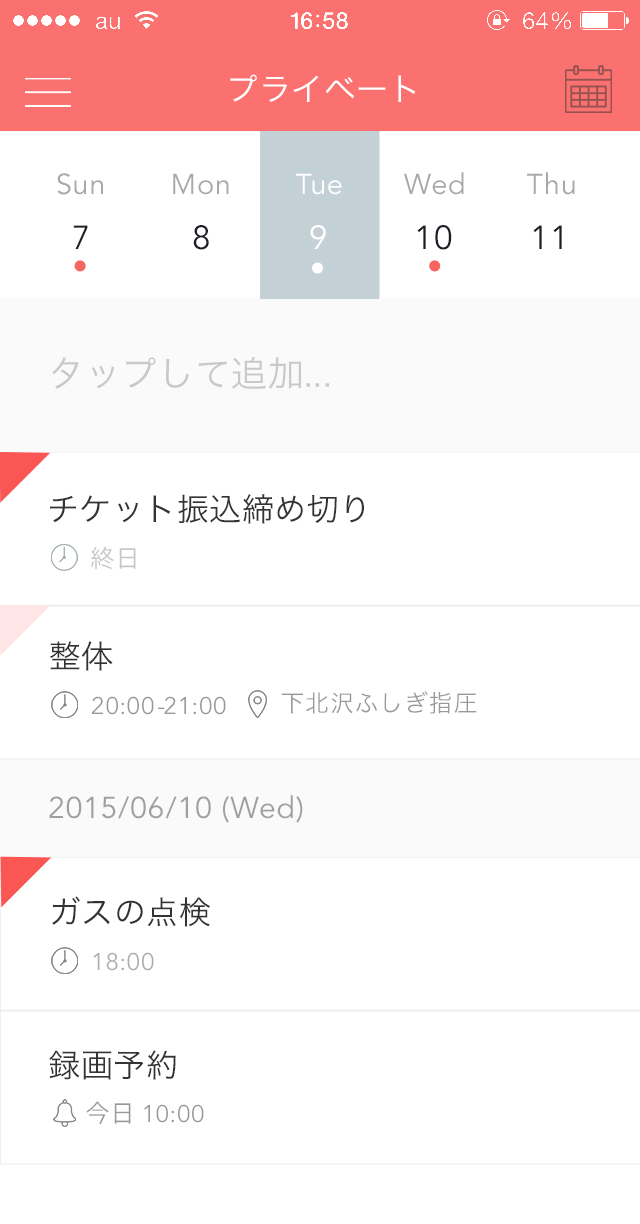 au 16:58 64%
プライベート
Sun Mon Tue Wed Thu
7 8 9 10 11
タップして追加...
チケット振込締め切り
終日
整体
20:00-21:00 下北沢ふしぎ指圧
2015/06/10 (Wed)
ガスの点検
18:00
録画予約
今日 10:00